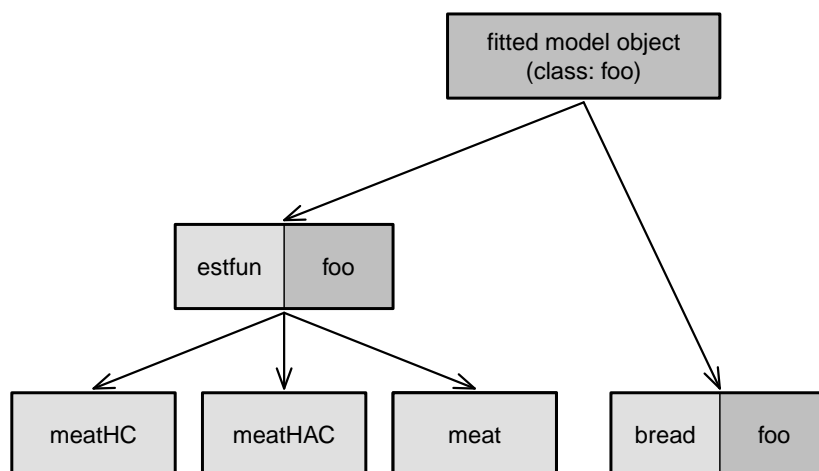 fitted model object
(class: foo)
estfun foo
meatHC meatHAC meat bread foo